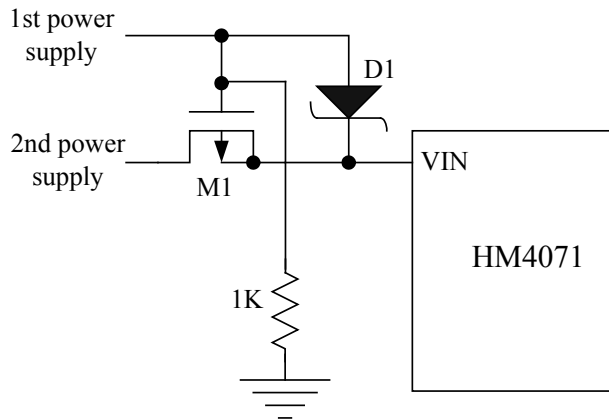 1st power
supply
D1
2nd power
supply
VIN
M1
HM4071
1K